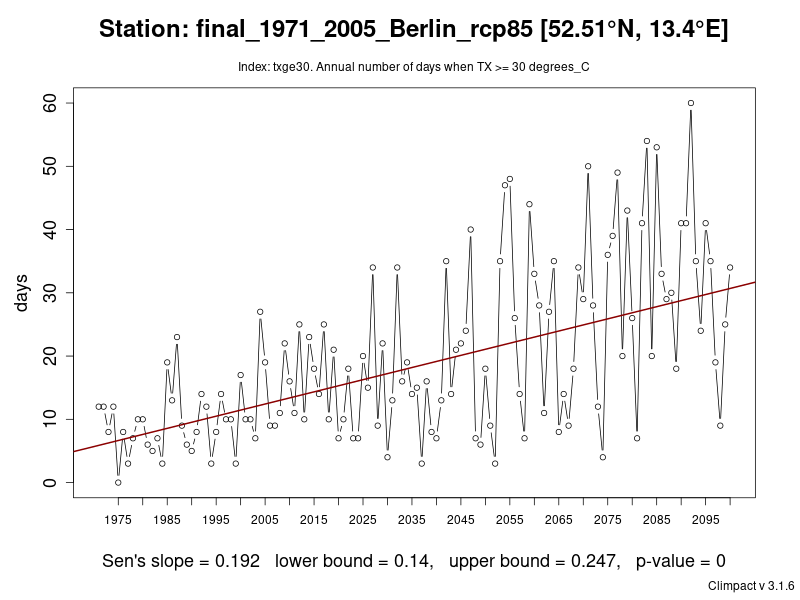 Station: final_1971_2005_Berlin_rcp85 [52.51°N, 13.4°E]
Index: txge30. Annual number of days when TX >= 30 degrees_C
60
50
40
30
20
10
0
days
1975 1985 1995 2005 2015 2025 2035 2045 2055 2065 2075 2085 2095
Sen's slope = 0.192 lower bound = 0.14, upper bound = 0.247, p-value = 0
Climpact v 3.1.6